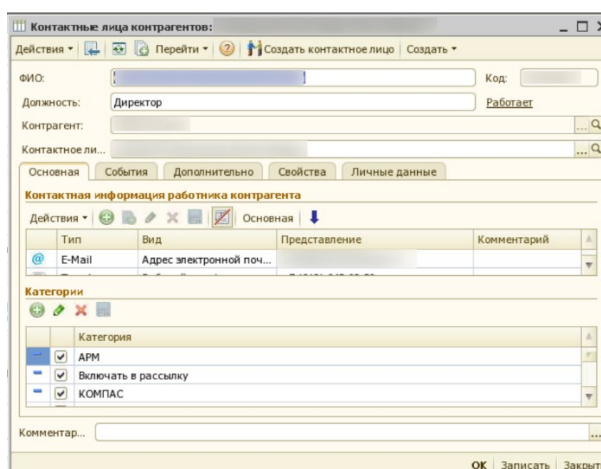 Контактные лица контрагентов:
Действия Перейти Создать контактное лицо Создать
ФИО: Код:
Должность: Директор Работает
Контрагент: ...
Контактное ли... ...
Основная События Дополнительно Свойства Личные данные
Контактная информация работника контрагента
Действия Основная
Тип Вид Представление Комментарий
@ E-Mail Адрес электронной поч...
Категории
Категория
АРМ
Включать в рассылку
КОМПАС
Комментар... ...
OK Записать Закрыт